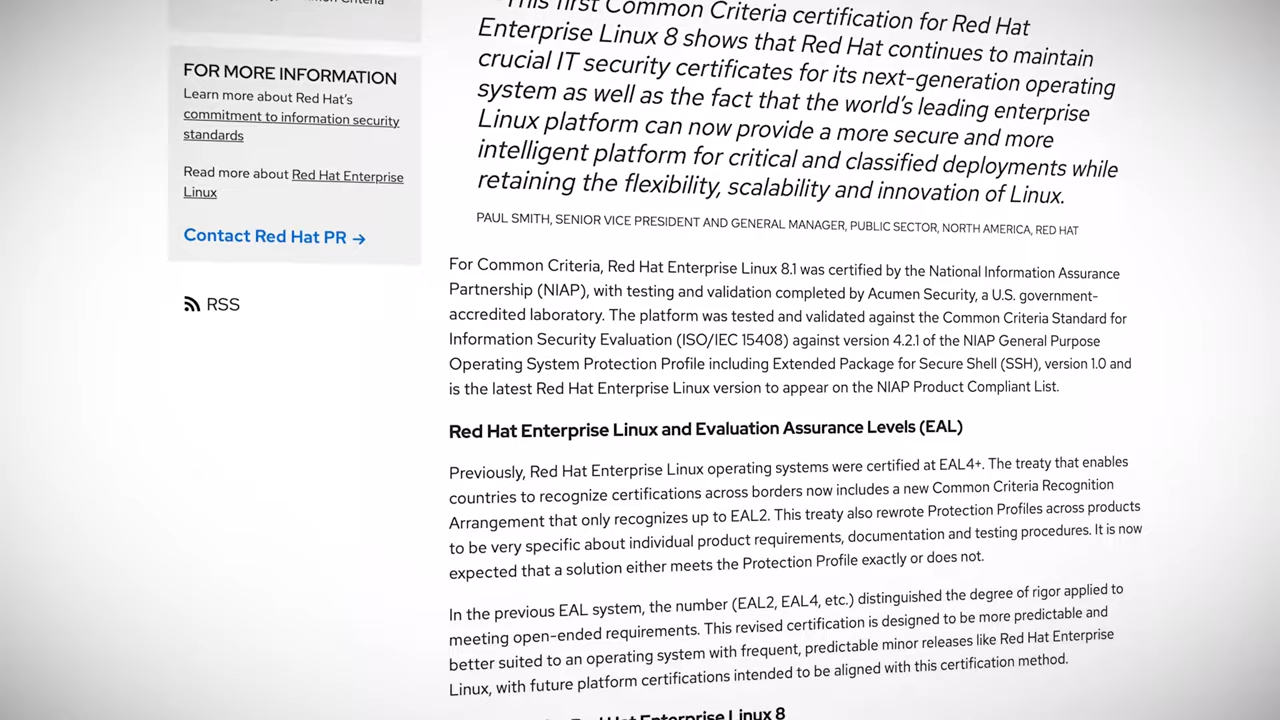 Criteria
FOR MORE INFORMATION
Learn more about Red Hat's
commitment to information security
standards
Read more about Red Hat Enterprise
Linux
Contact Red Hat PR →
RSS
This first Common Criteria certification for Red Hat
Enterprise Linux 8 shows that Red Hat continues to maintain
crucial IT security certificates for its next-generation operating
system as well as the fact that the world's leading enterprise
Linux platform can now provide a more secure and more
intelligent platform for critical and classified deployments while
retaining the flexibility, scalability and innovation of Linux.
PAUL SMITH, SENIOR VICE PRESIDENT AND GENERAL MANAGER, PUBLIC SECTOR, NORTH AMERICA, RED HAT
For Common Criteria, Red Hat Enterprise Linux 8.1 was certified by the National Information Assurance
Partnership (NIAP), with testing and validation completed by Acumen Security, a U.S. government-
accredited laboratory. The platform was tested and validated against the Common Criteria Standard for
Information Security Evaluation (ISO/IEC 15408) against version 4.2.1 of the NIAP General Purpose
Operating System Protection Profile including Extended Package for Secure Shell (SSH), version 1.0 and
is the latest Red Hat Enterprise Linux version to appear on the NIAP Product Compliant List.
Red Hat Enterprise Linux and Evaluation Assurance Levels (EAL)
Previously, Red Hat Enterprise Linux operating systems were certified at EAL4+. The treaty that enables
countries to recognize certifications across borders now includes a new Common Criteria Recognition
Arrangement that only recognizes up to EAL2. This treaty also rewrote Protection Profiles across products
to be very specific about individual product requirements, documentation and testing procedures. It is now
expected that a solution either meets the Protection Profile exactly or does not.
In the previous EAL system, the number (EAL2, EAL4, etc.) distinguished the degree of rigor applied to
meeting open-ended requirements. This revised certification is designed to be more predictable and
better suited to an operating system with frequent, predictable minor releases like Red Hat Enterprise
Linux, with future platform certifications intended to be aligned with this certification method.
Red Hat Enterprise Linux 8